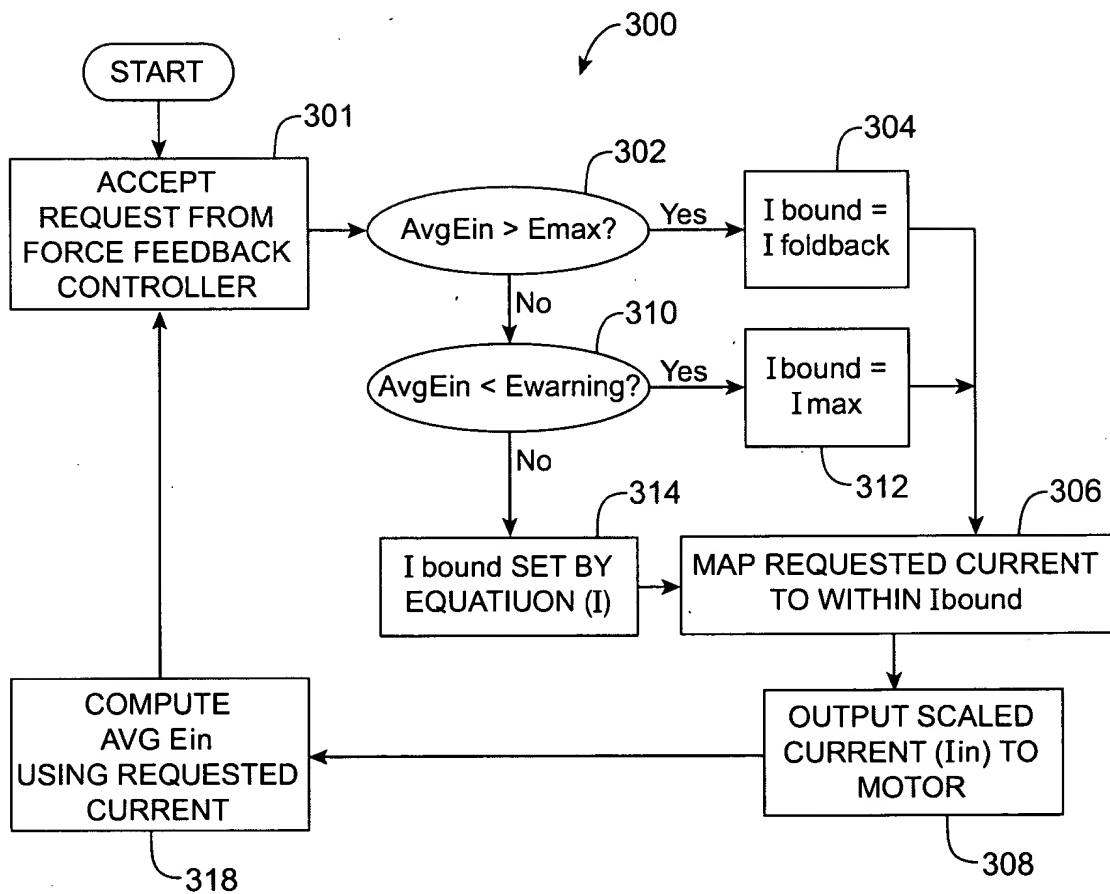 300
START
301
ACCEPT
REQUEST FROM
FORCE FEEDBACK
CONTROLLER
302
AvgEin > Emax?
Yes
304
I bound =
I foldback
No
310
AvgEin < Ewarning?
Yes
I bound =
I max
312
No
314
I bound SET BY
EQUATIUON (I)
306
MAP REQUESTED CURRENT
TO WITHIN Ibound
OUTPUT SCALED
CURRENT (Iin) TO
MOTOR
308
COMPUTE
AVG Ein
USING REQUESTED
CURRENT
318